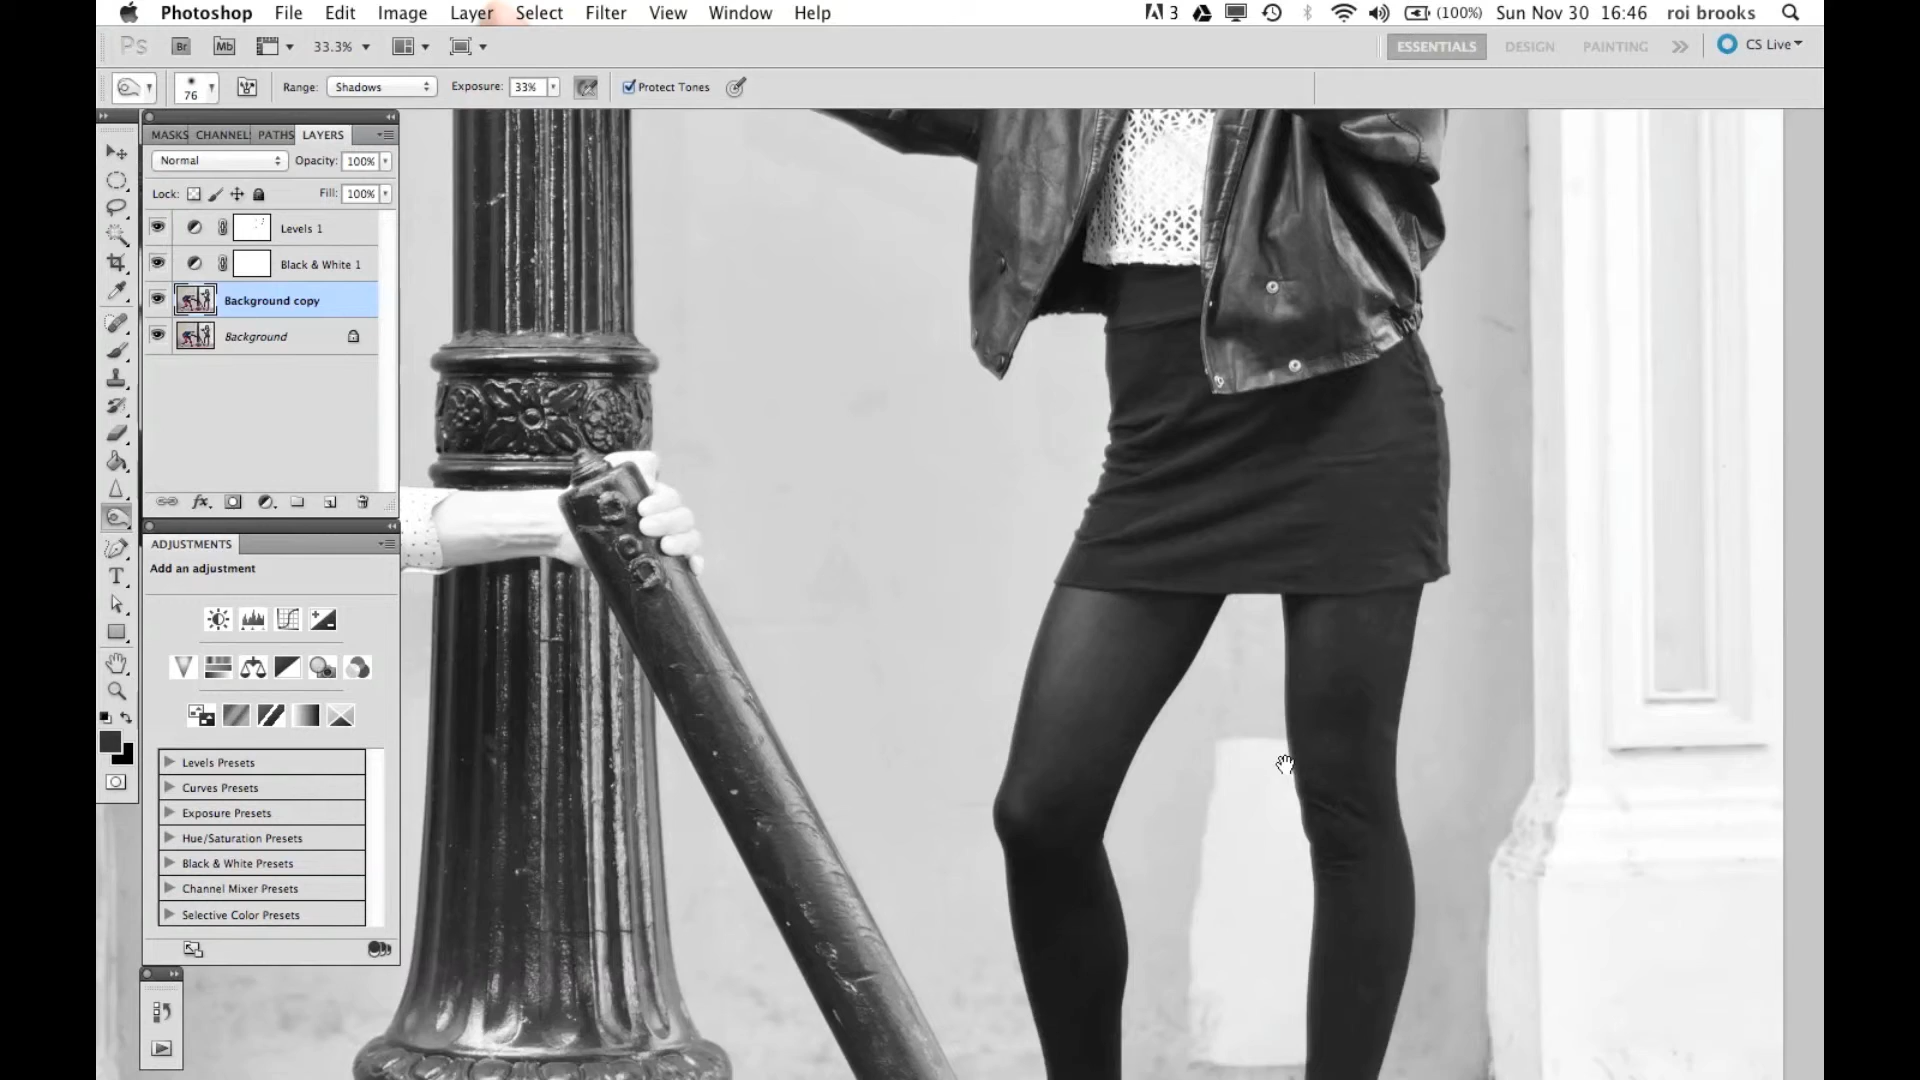 Photoshop File Edit Image Layer Select Filter View Window Help 3 (100%) Sun Nov 30 16:46 roi brooks
Ps Br Mb 33.3% ESSENTIALS DESIGN PAINTING CS Live
76 Range: Shadows Exposure: 33% Protect Tones
MASKS CHANNEL PATHS LAYERS
Normal Opacity: 100%
Lock: Fill: 100%
Levels 1
Black & White 1
Background copy
Background
fx
ADJUSTMENTS
Add an adjustment
T
Levels Presets
Curves Presets
Exposure Presets
Hue/Saturation Presets
Black & White Presets
Channel Mixer Presets
Selective Color Presets